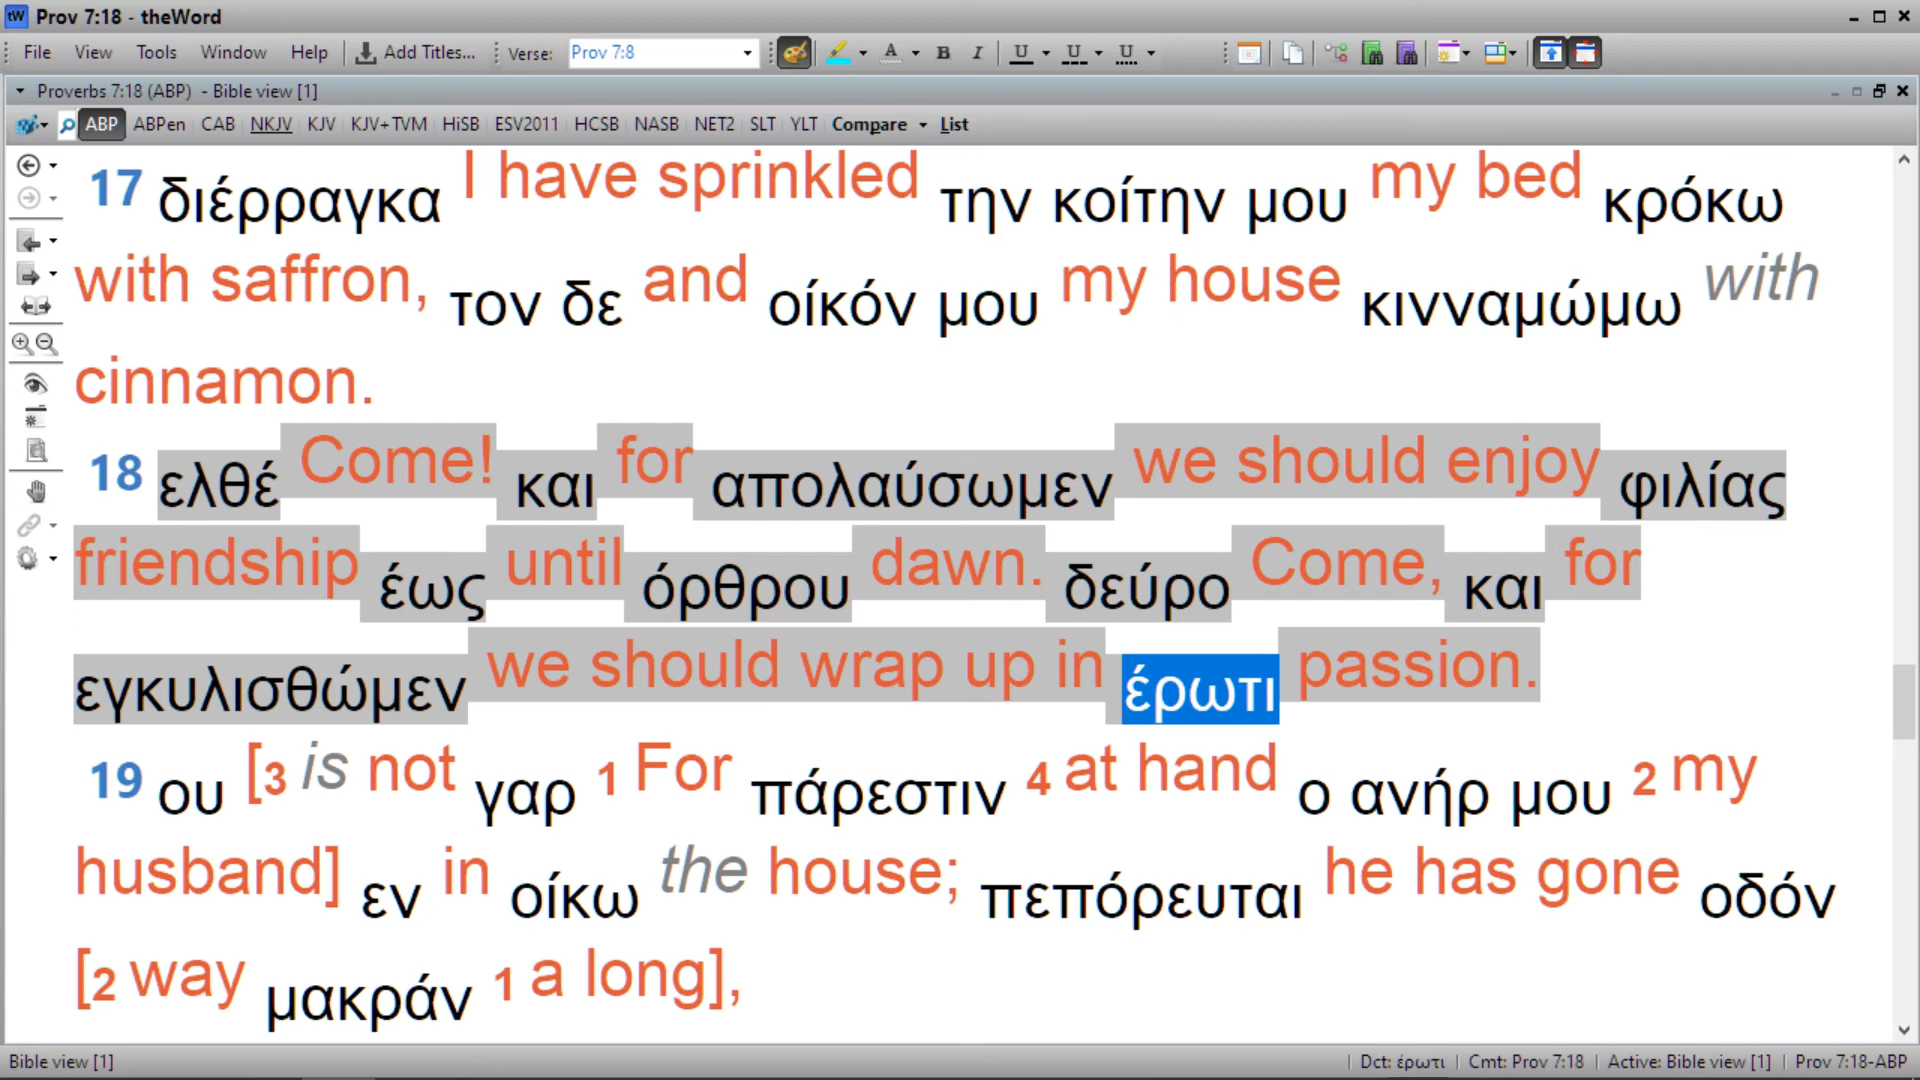 tW Prov 7:18 - theWord
File View Tools Window Help Add Titles... Verse: Prov 7:8 A B I U U U
Proverbs 7:18 (ABP) - Bible view [1]
ABP ABPen CAB NKJV KJV KJV+TVM HiSB ESV2011 HCSB NASB NET2 SLT YLT Compare List
17 διέρραγκα I have sprinkled την κοίτην μου my bed κρόκω
with saffron, τον δε and οίκόν μου my house κινναμώμω with
cinnamon.
18 ελθέ Come! και for απολαύσωμεν we should enjoy φιλίας
friendship έως until όρθρου dawn. δεύρο Come, και for
εγκυλισθώμεν we should wrap up in έρωτι passion.
19 ου [3 is not γαρ 1 For πάρεστιν 4 at hand ο ανήρ μου 2 my
husband] εν in οίκω the house; πεπόρευται he has gone οδόν
[2 way μακράν 1 a long],
Bible view [1] Dct: έρωτι Cmt: Prov 7:18 Active: Bible view [1] Prov 7:18-ABP